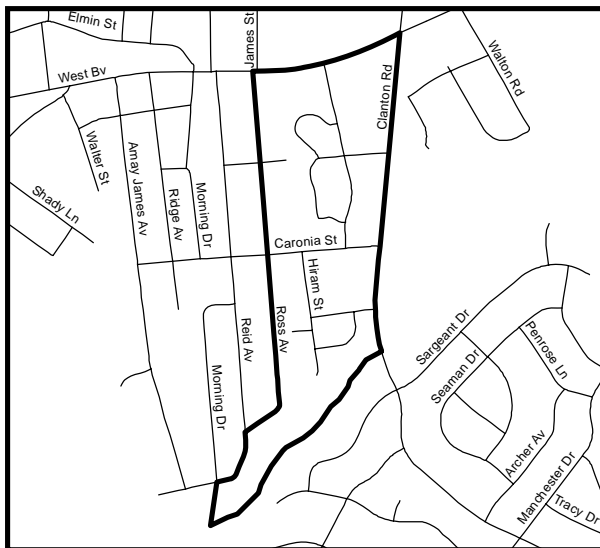 Elmin St
James St
West Bv
Clanton Rd
Walton Rd
Walter St
Amay James Av
Ridge Av
Morning Dr
Shady Ln
Caronia St
Hiram St
Ross Av
Reid Av
Morning Dr
Sargeant Dr
Seaman Dr
Penrose Ln
Archer Av
Manchester Dr
Tracy Dr